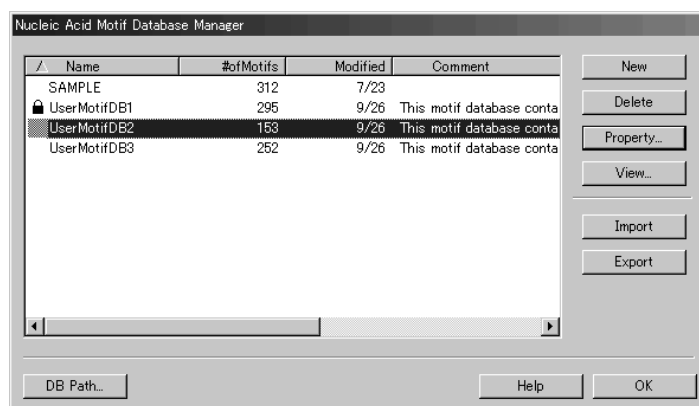 Nucleic Acid Motif Database Manager
Name #ofMotifs Modified Comment
SAMPLE 312 7/23
UserMotifDB1 295 9/26 This motif database conta
UserMotifDB2 153 9/26 This motif database conta
UserMotifDB3 252 9/26 This motif database conta
New
Delete
Property...
View...
Import
Export
DB Path...
Help
OK